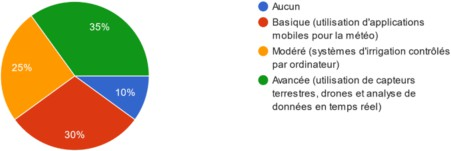 35%
25%
10%
30%
Aucun
Basique (utilisation d'applications
mobiles pour la météo)
Modéré (systèmes d'irrigation contrôlés
par ordinateur)
Avancée (utilisation de capteurs
terrestres, drones et analyse de
données en temps réel)